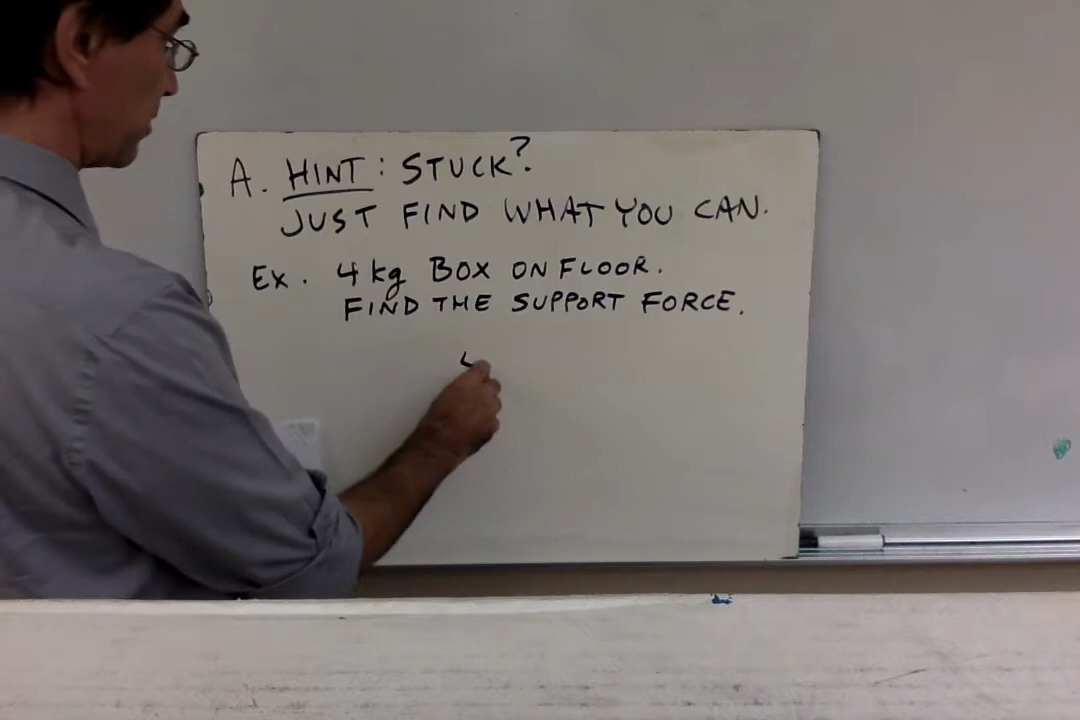 A. HINT: STUCK?
JUST FIND WHAT YOU CAN.
Ex. 4 kg BOX ON FLOOR.
FIND THE SUPPORT FORCE.